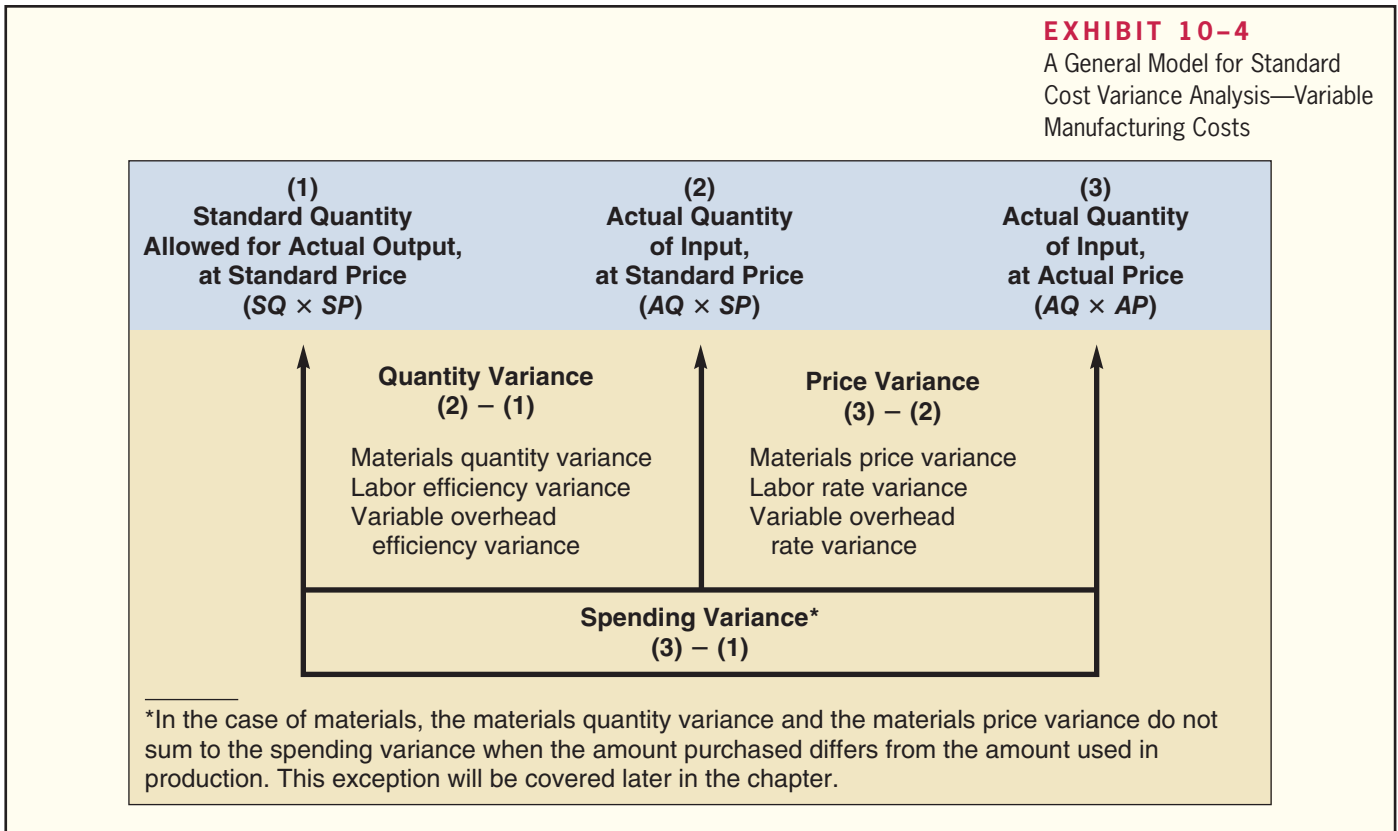 EXHIBIT 10–4
A General Model for Standard
Cost Variance Analysis—Variable
Manufacturing Costs
(1)
Standard Quantity
Allowed for Actual Output,
at Standard Price
(SQ × SP)
(2)
Actual Quantity
of Input,
at Standard Price
(AQ × SP)
(3)
Actual Quantity
of Input,
at Actual Price
(AQ × AP)
Quantity Variance
(2) − (1)
Materials quantity variance
Labor efficiency variance
Variable overhead
efficiency variance
Price Variance
(3) − (2)
Materials price variance
Labor rate variance
Variable overhead
rate variance
Spending Variance*
(3) − (1)
*In the case of materials, the materials quantity variance and the materials price variance do not
sum to the spending variance when the amount purchased differs from the amount used in
production. This exception will be covered later in the chapter.